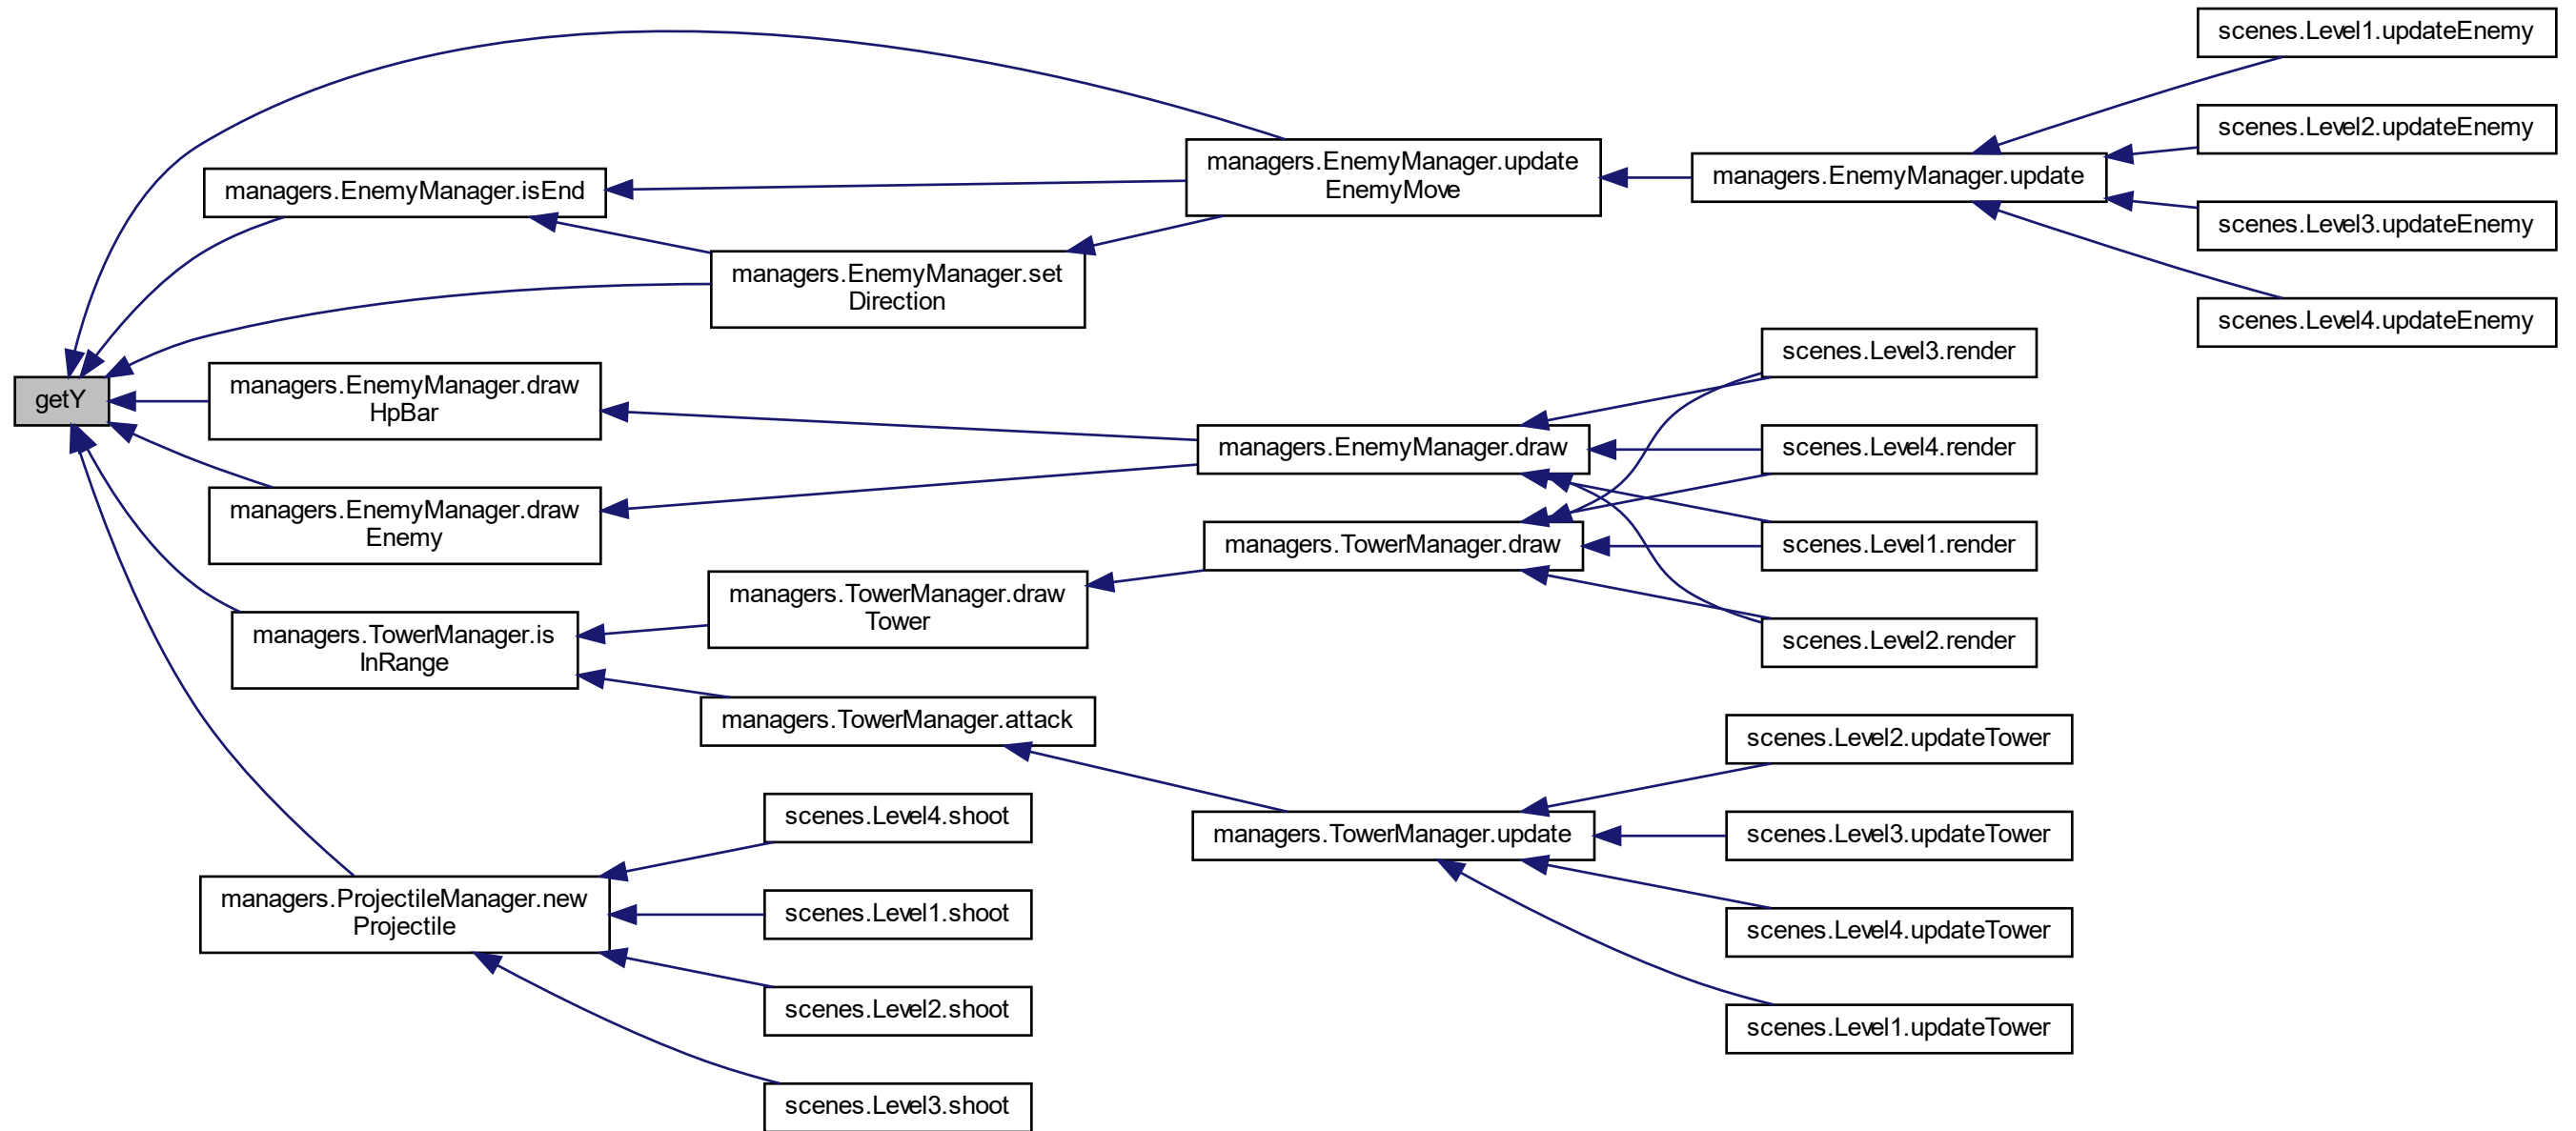 scenes.Level1.updateEnemy
scenes.Level2.updateEnemy
managers.EnemyManager.update
EnemyMove
managers.EnemyManager.update
managers.EnemyManager.isEnd
scenes.Level3.updateEnemy
managers.EnemyManager.set
Direction
scenes.Level4.updateEnemy
scenes.Level3.render
getY
managers.EnemyManager.draw
HpBar
managers.EnemyManager.draw
scenes.Level4.render
managers.EnemyManager.draw
Enemy
managers.TowerManager.draw
scenes.Level1.render
managers.TowerManager.draw
Tower
managers.TowerManager.is
InRange
scenes.Level2.render
managers.TowerManager.attack
scenes.Level2.updateTower
scenes.Level4.shoot
managers.TowerManager.update
scenes.Level3.updateTower
managers.ProjectileManager.new
Projectile
scenes.Level1.shoot
scenes.Level4.updateTower
scenes.Level2.shoot
scenes.Level1.updateTower
scenes.Level3.shoot